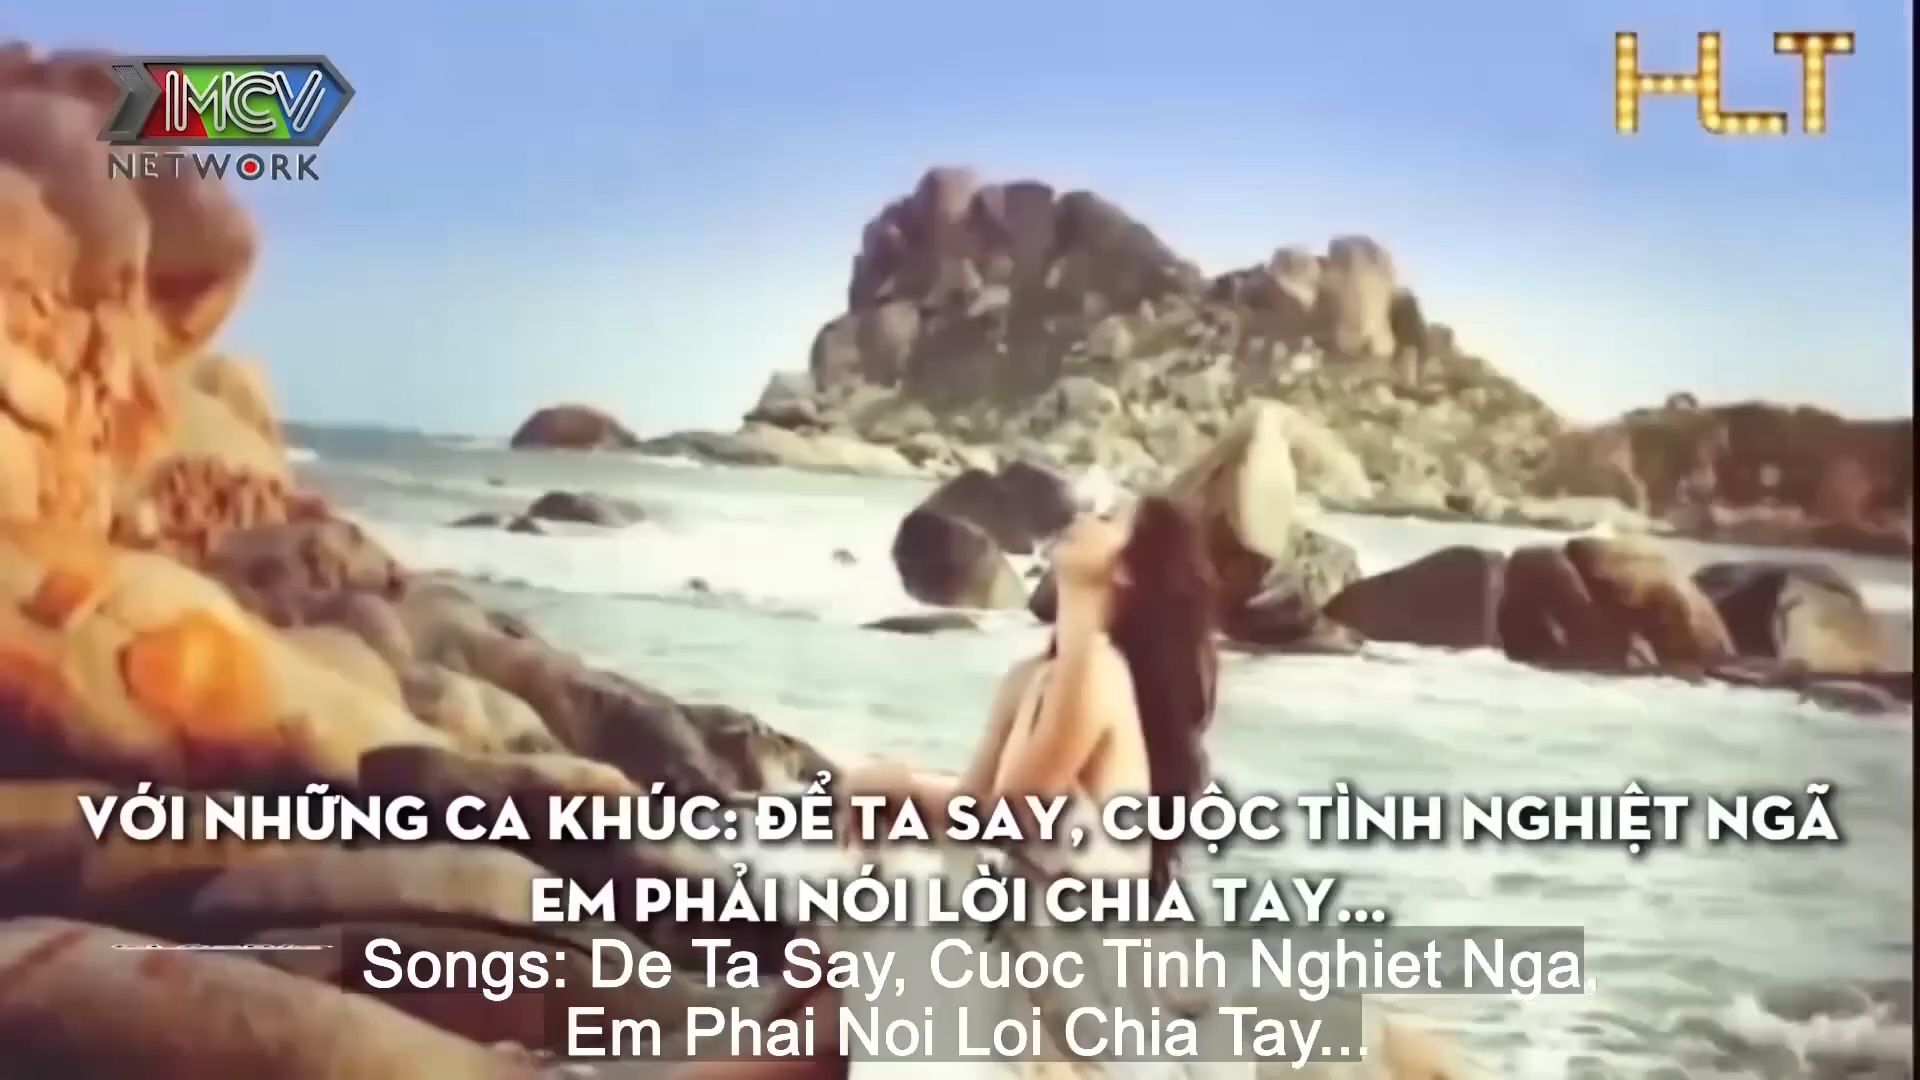 MCV
NETWORK
HLT
VỚI NHỮNG CA KHÚC: ĐỂ TA SAY, CUỘC TÌNH NGHIỆT NGÃ
EM PHẢI NÓI LỜI CHIA TAY...
Songs: De Ta Say, Cuoc Tinh Nghiet Nga,
Em Phai Noi Loi Chia Tay...